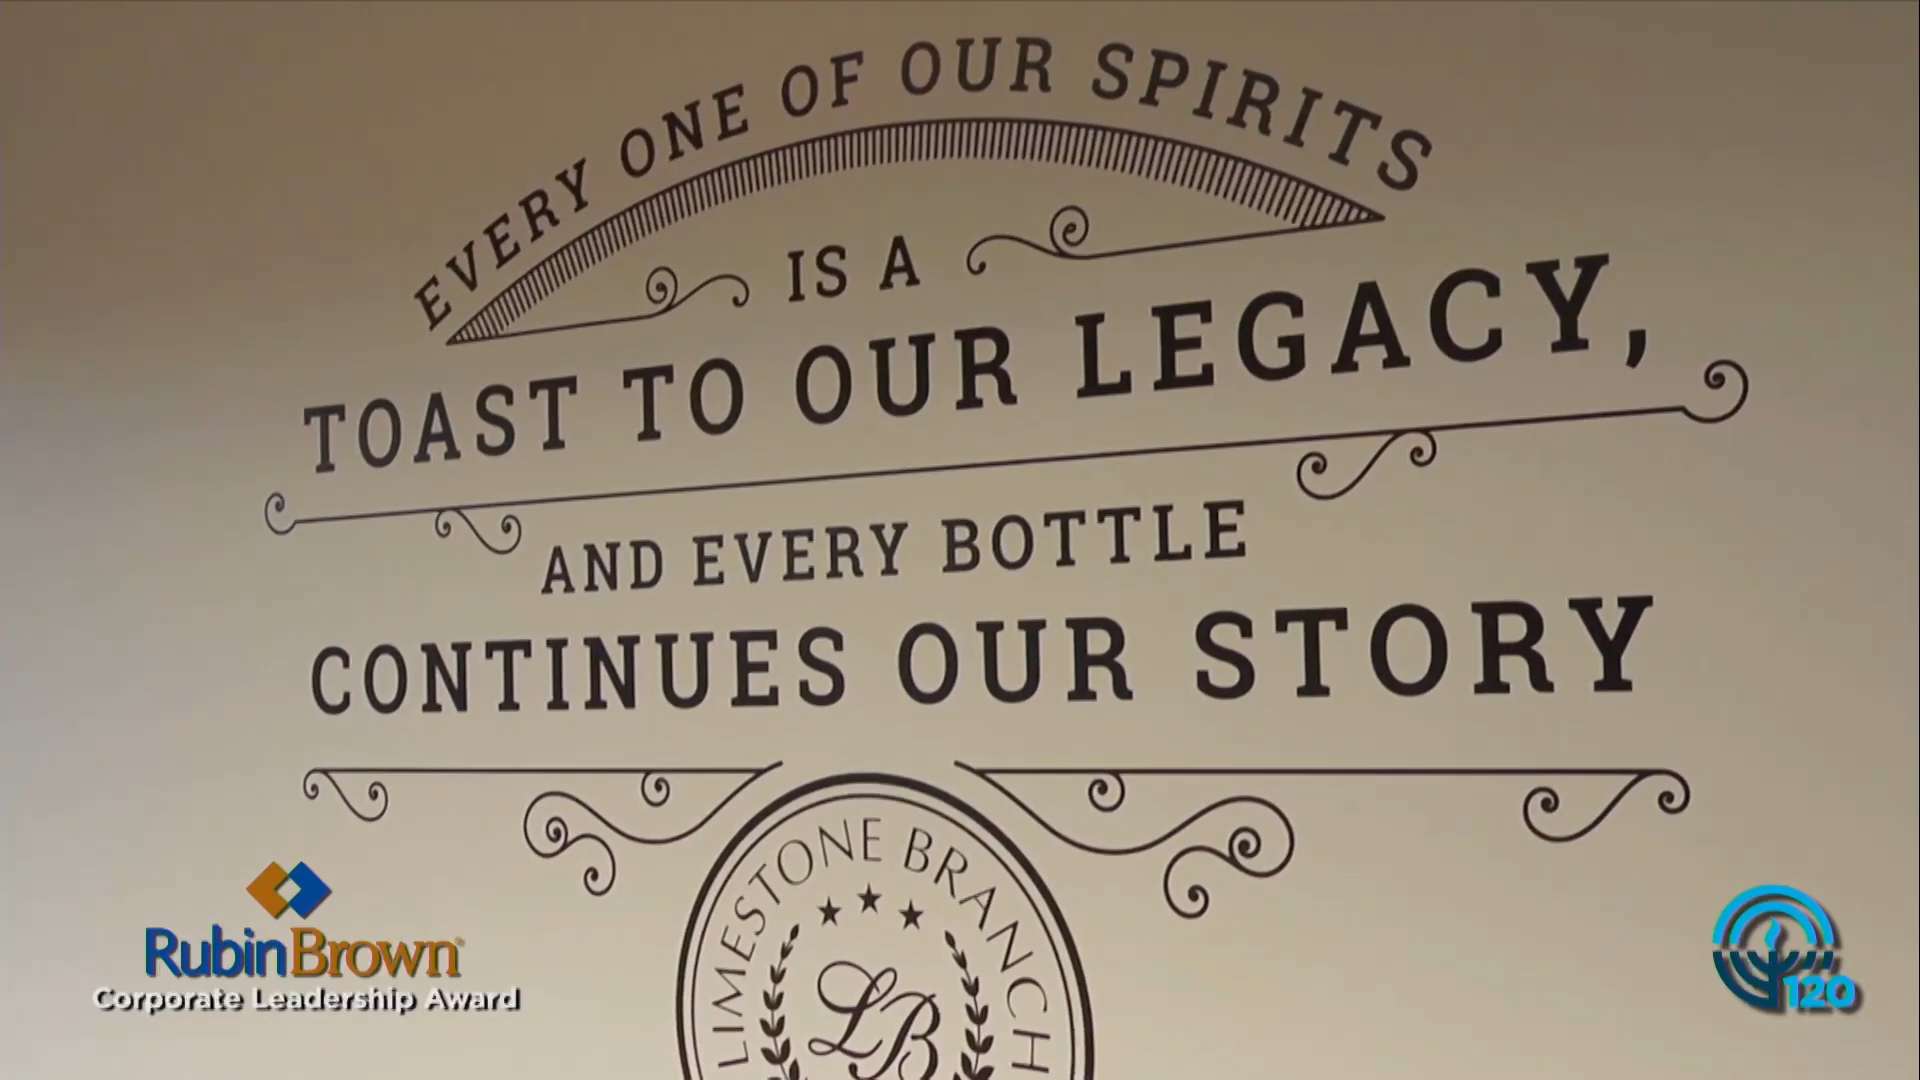 EVERY ONE OF OUR SPIRITS
IS A
TOAST TO OUR LEGACY,
AND EVERY BOTTLE
CONTINUES OUR STORY
LIMESTONE BRANCH
LB
RubinBrown
Corporate Leadership Award
120